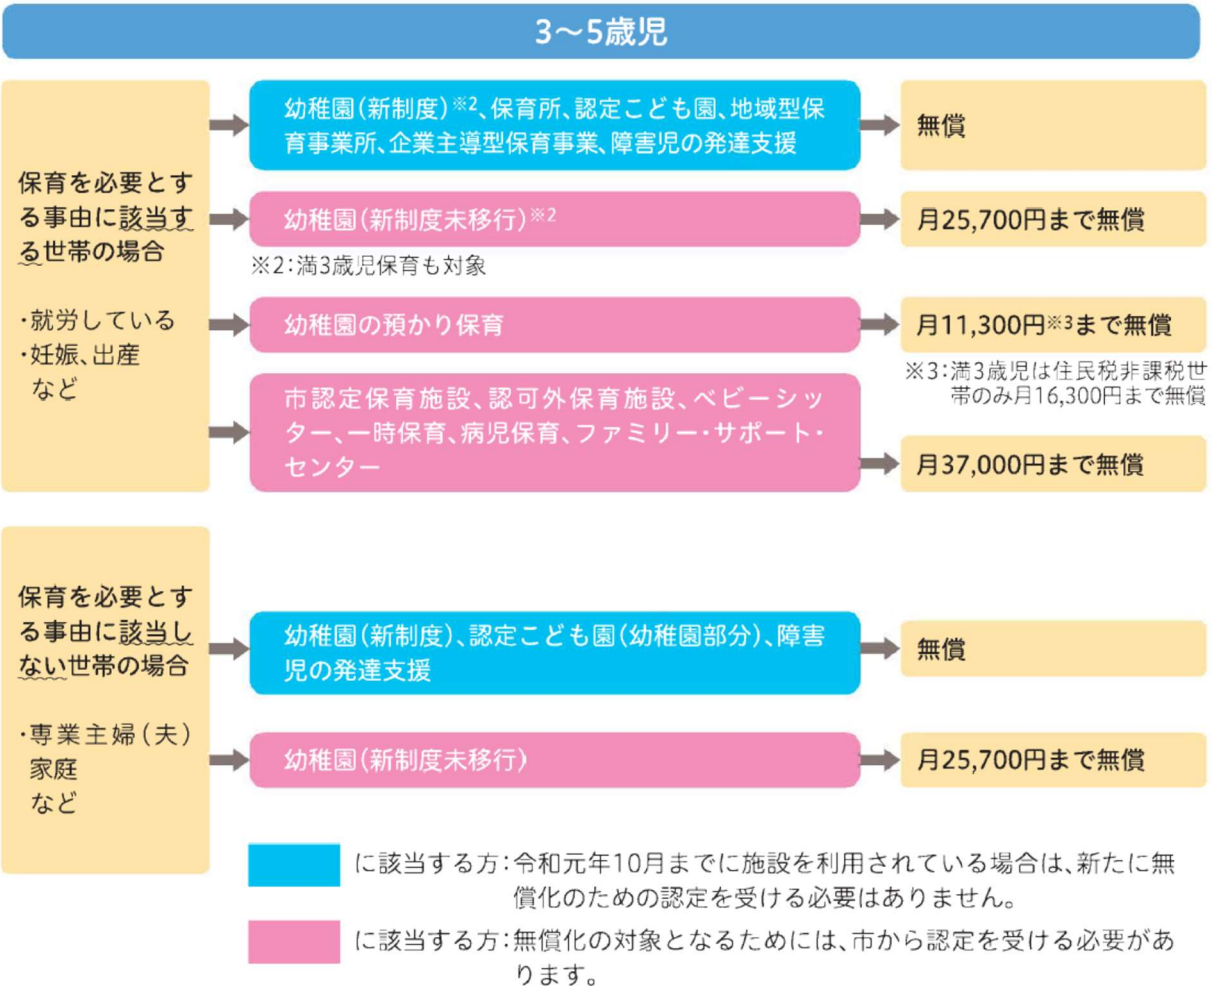 3～5歳児
保育を必要とす
る事由に該当す
る世帯の場合
・就労している
・妊娠、出産
など
幼稚園(新制度)※2、保育所、認定こども園、地域型保
育事業所、企業主導型保育事業、障害児の発達支援
無償
幼稚園(新制度未移行)※2
月25,700円まで無償
※2：満3歳児保育も対象
幼稚園の預かり保育
月11,300円※3まで無償
※3：満3歳児は住民税非課税世
帯のみ月16,300円まで無償
市認定保育施設、認可外保育施設、ベビーシッ
ター、一時保育、病児保育、ファミリー・サポート・
センター
月37,000円まで無償
保育を必要とす
る事由に該当し
ない世帯の場合
・専業主婦(夫)
家庭
など
幼稚園(新制度)、認定こども園(幼稚園部分)、障害
児の発達支援
無償
幼稚園(新制度未移行)
月25,700円まで無償
に該当する方：令和元年10月までに施設を利用されている場合は、新たに無
償化のための認定を受ける必要はありません。
に該当する方：無償化の対象となるためには、市から認定を受ける必要があ
ります。